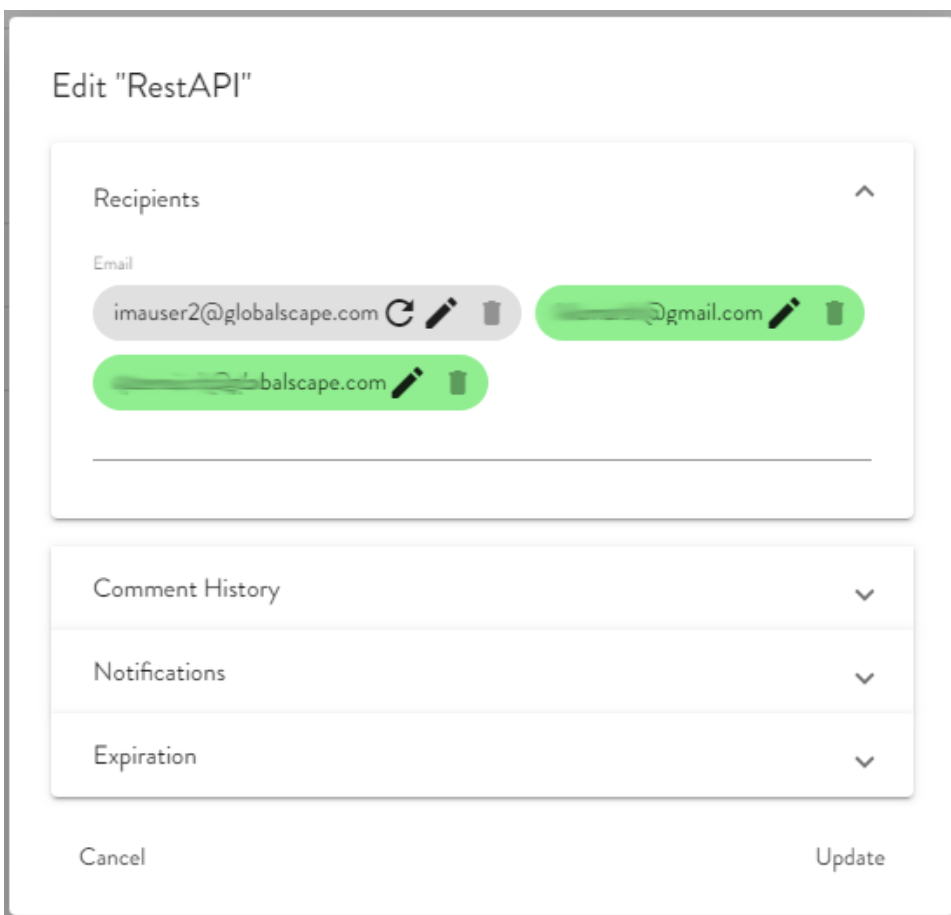 Edit "RestAPI"
Recipients
Email
imauser2@globalscape.com @gmail.com
balscape.com
Comment History
Notifications
Expiration
Cancel Update